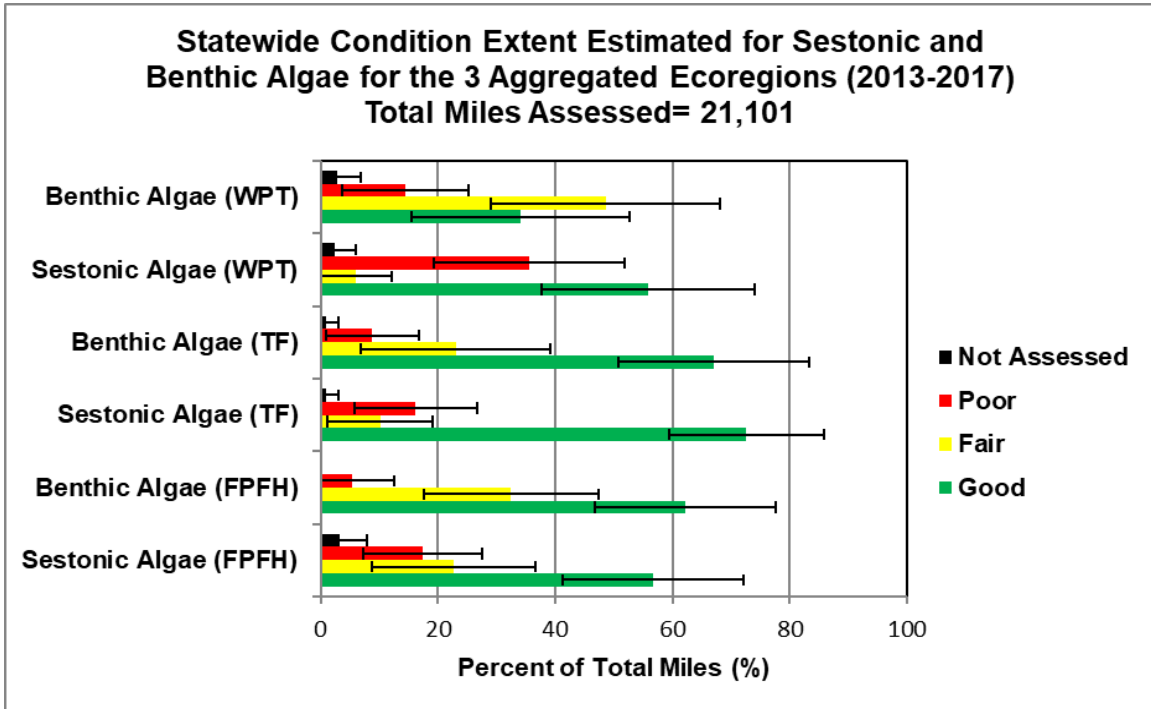 Statewide Condition Extent Estimated for Sestonic and
Benthic Algae for the 3 Aggregated Ecoregions (2013-2017)
Total Miles Assessed= 21,101
Benthic Algae (WPT)
Sestonic Algae (WPT)
Benthic Algae (TF)
Sestonic Algae (TF)
Benthic Algae (FPFH)
Sestonic Algae (FPFH)
0 20 40 60 80 100
Percent of Total Miles (%)
Not Assessed
Poor
Fair
Good